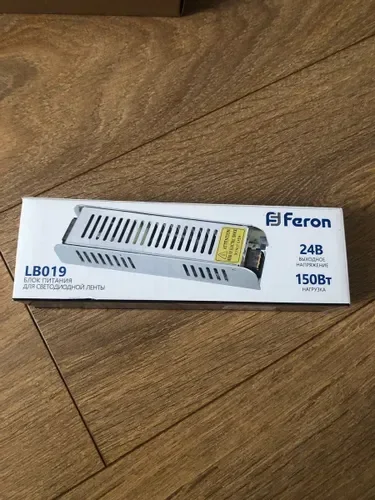 Feron
24В
ВЫХОДНОЕ
НАПРЯЖЕНИЕ
150Вт
НАГРУЗКА
LB019
БЛОК ПИТАНИЯ
ДЛЯ СВЕТОДИОДНОЙ ЛЕНТЫ